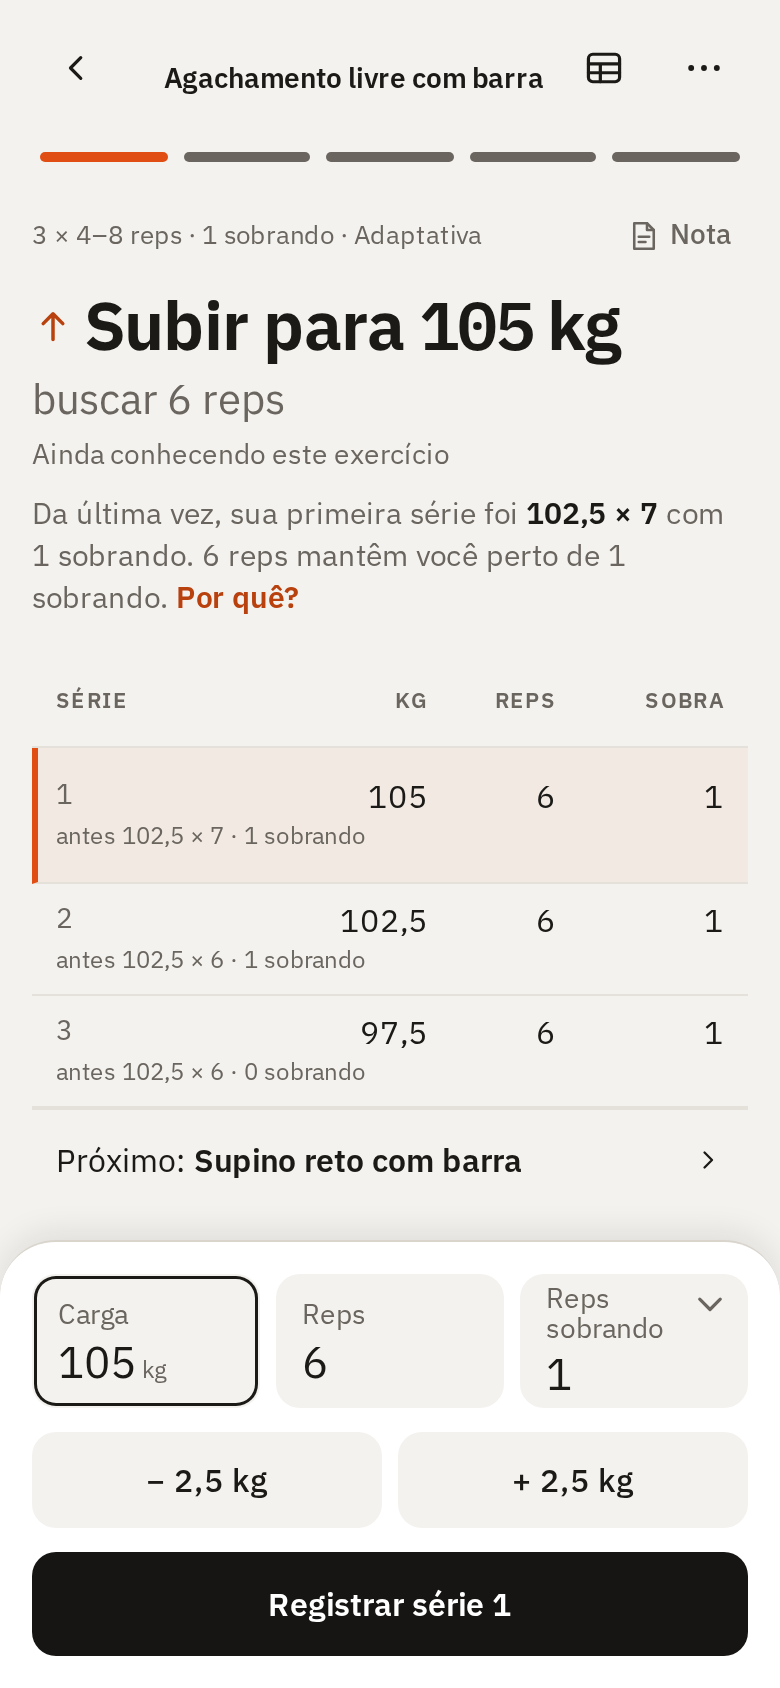 Agachamento livre com barra
3 × 4–8 reps · 1 sobrando · Adaptativa
Nota
↑ Subir para 105 kg
buscar 6 reps
Ainda conhecendo este exercício
Da última vez, sua primeira série foi 102,5 × 7 com
1 sobrando. 6 reps mantêm você perto de 1
sobrando. Por quê?
SÉRIE KG REPS SOBRA
1 105 6 1
antes 102,5 × 7 · 1 sobrando
2 102,5 6 1
antes 102,5 × 6 · 1 sobrando
3 97,5 6 1
antes 102,5 × 6 · 0 sobrando
Próximo: Supino reto com barra
Carga
105 kg
Reps
6
Reps
sobrando
1
− 2,5 kg
+ 2,5 kg
Registrar série 1